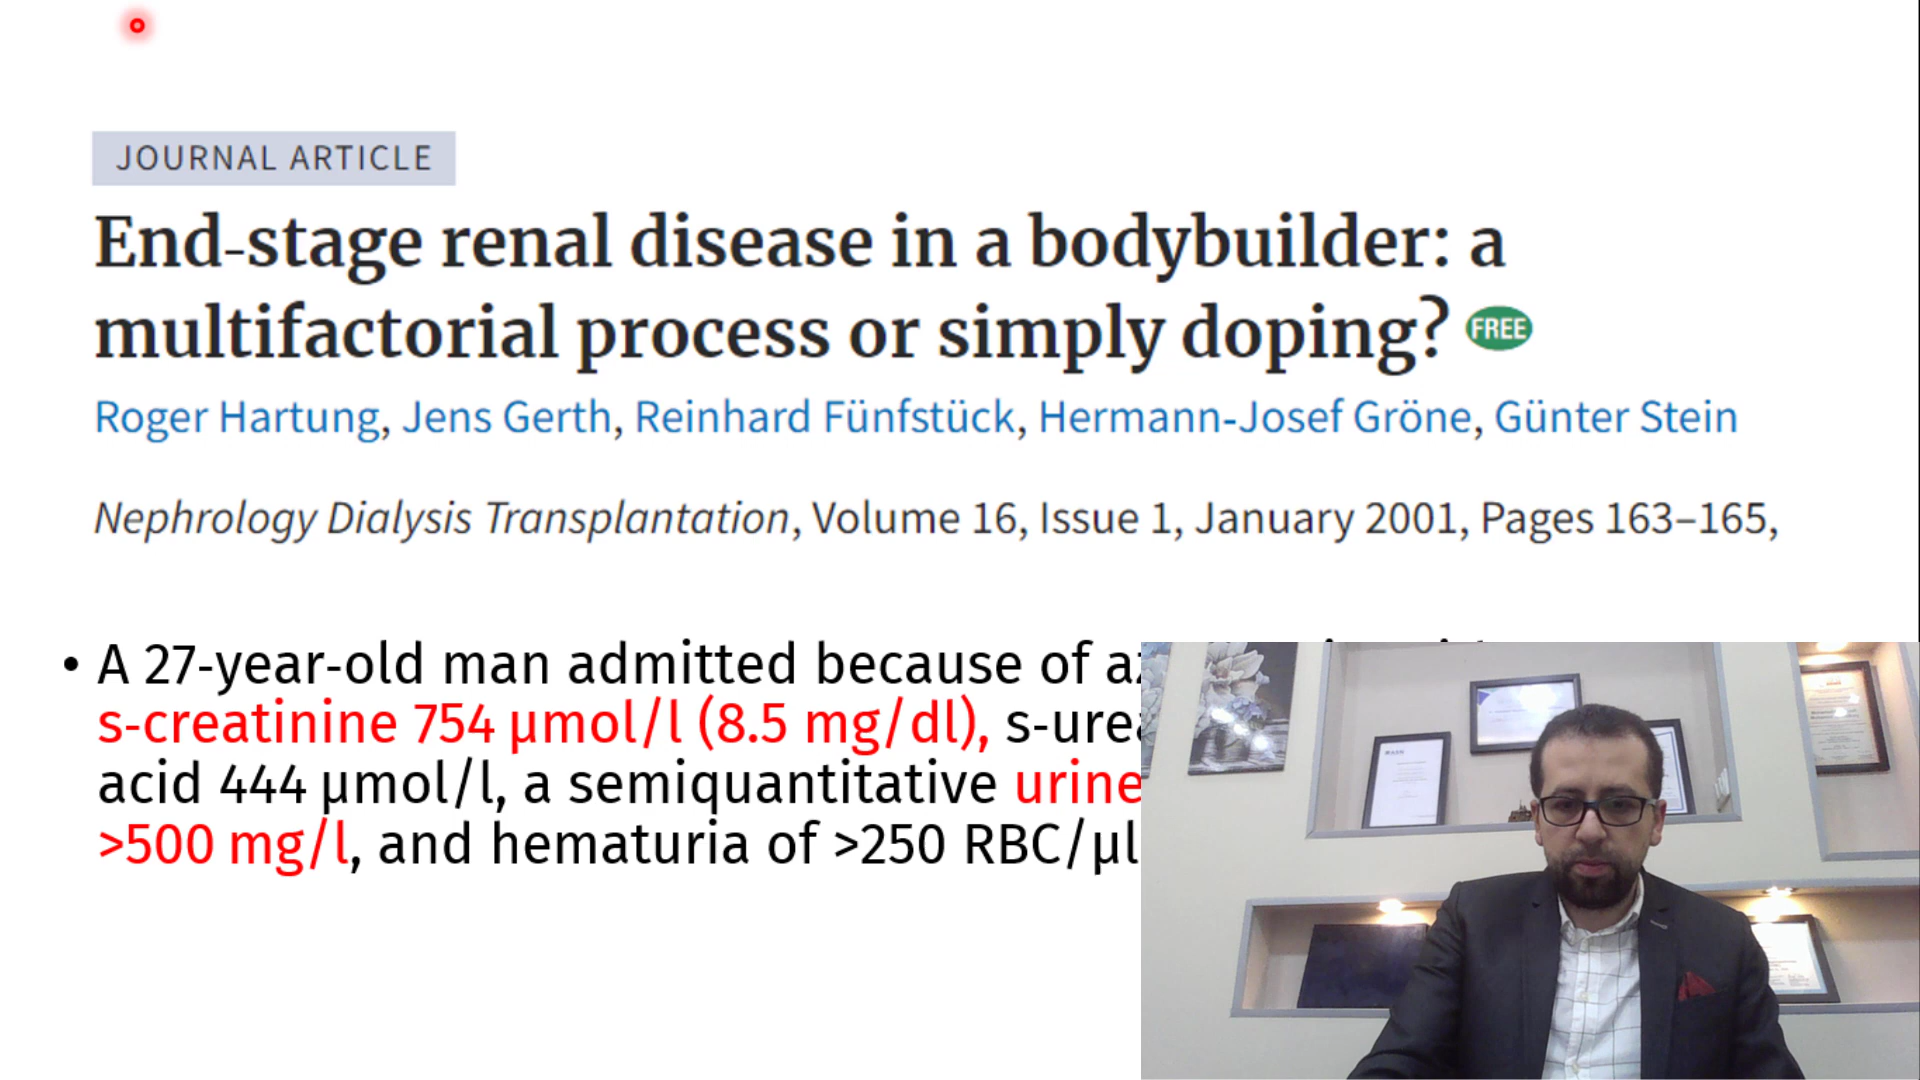 JOURNAL ARTICLE
End-stage renal disease in a bodybuilder: a
multifactorial process or simply doping? FREE
Roger Hartung, Jens Gerth, Reinhard Fünfstück, Hermann-Josef Gröne, Günter Stein
Nephrology Dialysis Transplantation, Volume 16, Issue 1, January 2001, Pages 163–165,
• A 27-year-old man admitted because of
s-creatinine 754 µmol/l (8.5 mg/dl),
acid 444 µmol/l, a semiquantitative urine
>500 mg/l, and hematuria of >250 RBC/µl